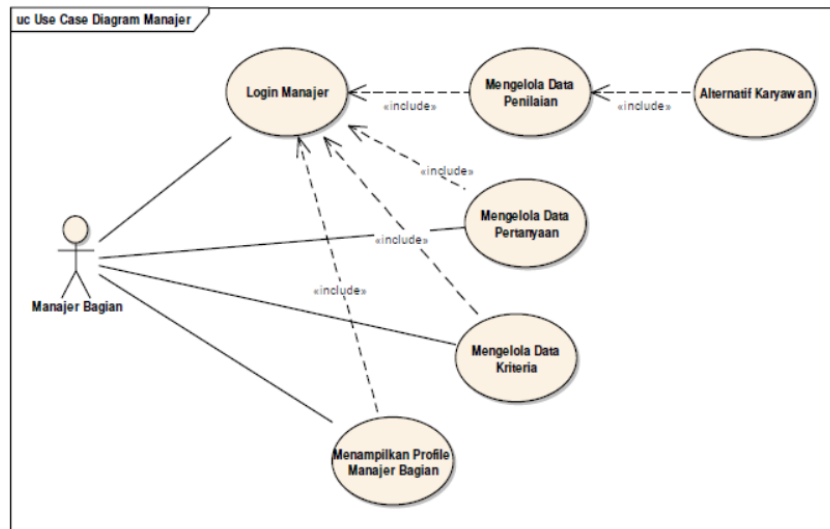 uc Use Case Diagram Manajer
Login Manajer
«include»
Mengelola Data
Penilaian
«include»
Alternatif Karyawan
«include»
Mengelola Data
Pertanyaan
«include»
Manajer Bagian
«include»
Mengelola Data
Kriteria
Menampilkan Profile
Manajer Bagian